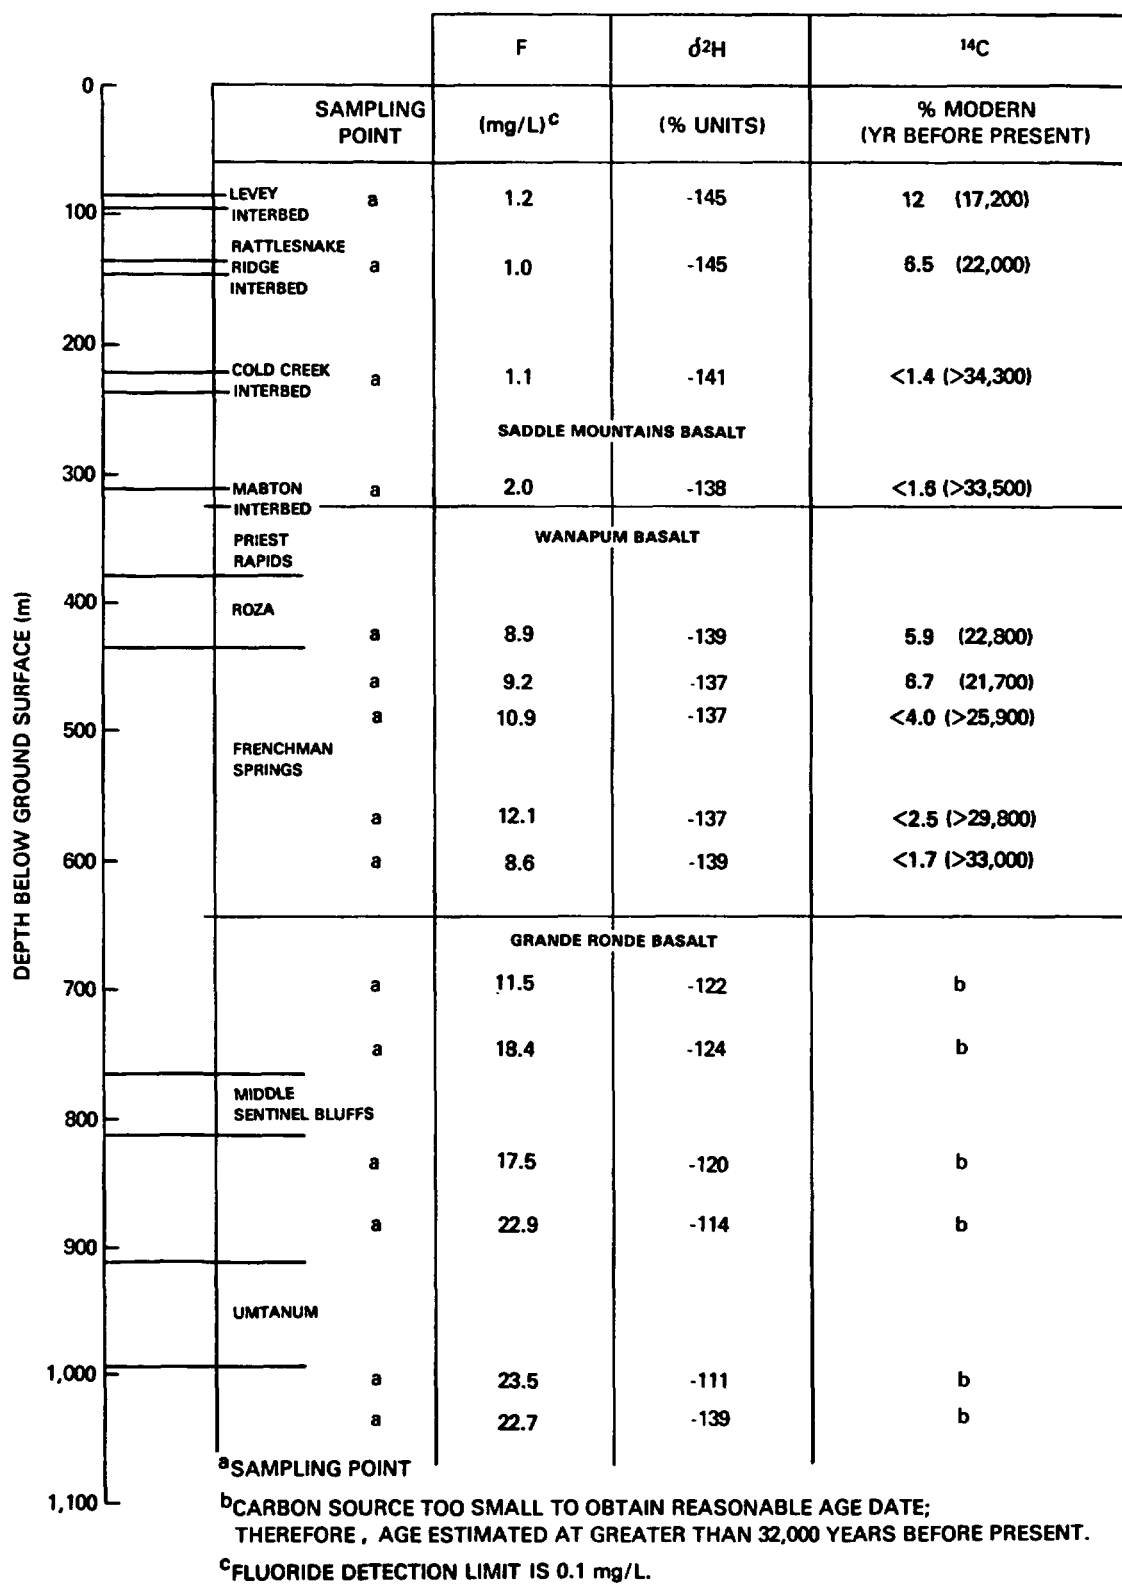 F δ²H ¹⁴C
0
SAMPLING POINT (mg/L)ᶜ (% UNITS) % MODERN (YR BEFORE PRESENT)
LEVEY INTERBED a 1.2 -145 12 (17,200)
100
RATTLESNAKE RIDGE INTERBED a 1.0 -145 6.5 (22,000)
200
COLD CREEK INTERBED a 1.1 -141 <1.4 (>34,300)
SADDLE MOUNTAINS BASALT
300
MABTON INTERBED a 2.0 -138 <1.6 (>33,500)
WANAPUM BASALT
PRIEST RAPIDS
400
ROZA
a 8.9 -139 5.9 (22,800)
a 9.2 -137 6.7 (21,700)
a 10.9 -137 <4.0 (>25,900)
500
FRENCHMAN SPRINGS
a 12.1 -137 <2.5 (>29,800)
600
a 8.6 -139 <1.7 (>33,000)
DEPTH BELOW GROUND SURFACE (m)
GRANDE RONDE BASALT
700
a 11.5 -122 b
a 18.4 -124 b
MIDDLE SENTINEL BLUFFS
800
a 17.5 -120 b
a 22.9 -114 b
900
UMTANUM
1,000
a 23.5 -111 b
a 22.7 -139 b
1,100
ᵃSAMPLING POINT
ᵇCARBON SOURCE TOO SMALL TO OBTAIN REASONABLE AGE DATE;
THEREFORE, AGE ESTIMATED AT GREATER THAN 32,000 YEARS BEFORE PRESENT.
ᶜFLUORIDE DETECTION LIMIT IS 0.1 mg/L.